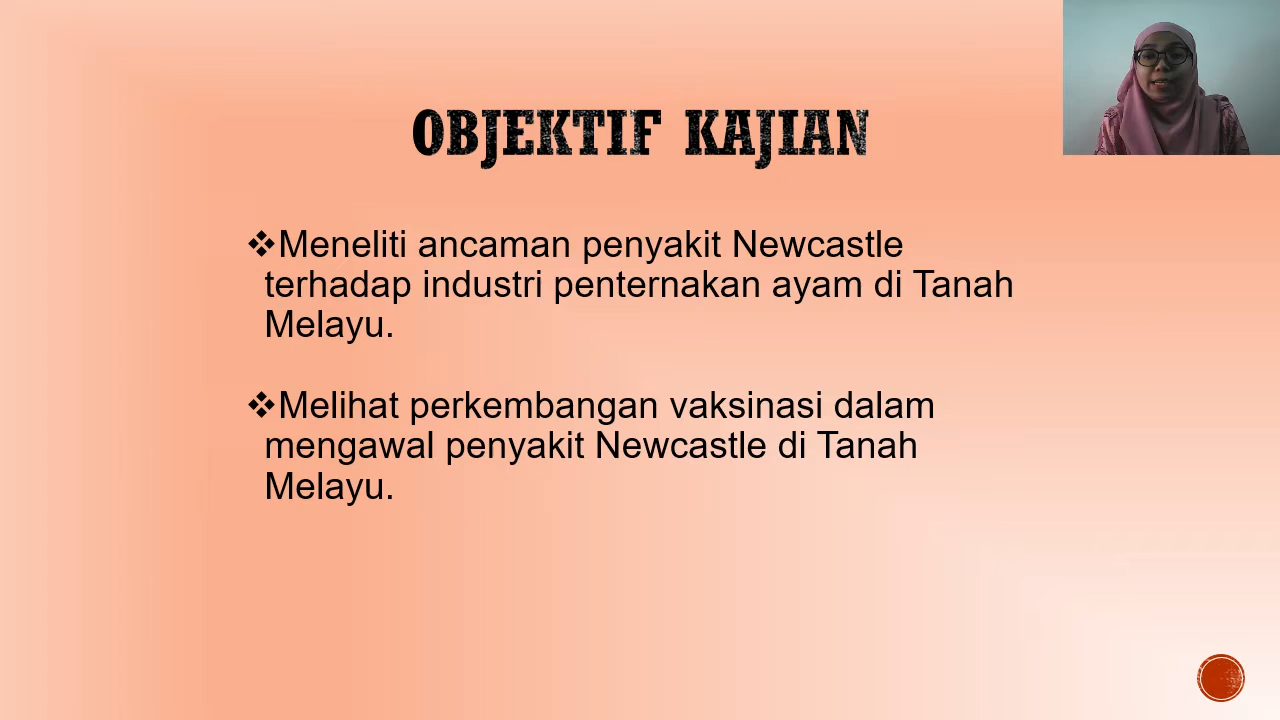 OBJEKTIF KAJIAN
❖Meneliti ancaman penyakit Newcastle
terhadap industri penternakan ayam di Tanah
Melayu.
❖Melihat perkembangan vaksinasi dalam
mengawal penyakit Newcastle di Tanah
Melayu.